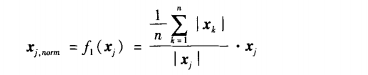 x_{j,norm} = f_1(x_j) = \frac{\frac{1}{n} \sum_{k=1}^{n} |x_k|}{|x_j|} \cdot x_j